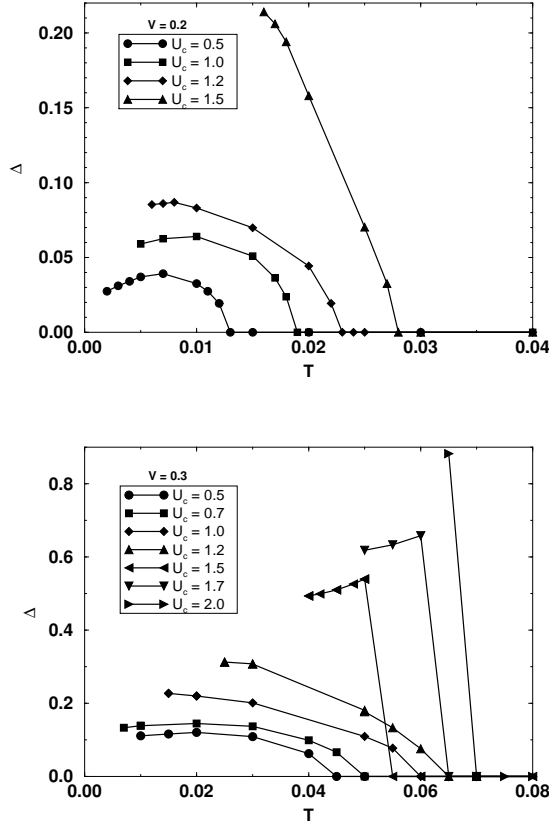 V = 0.2
U_c = 0.5
U_c = 1.0
U_c = 1.2
U_c = 1.5
0.20
0.15
0.10
0.05
0.00
Δ
0.00 0.01 0.02 0.03 0.04
T
V = 0.3
U_c = 0.5
U_c = 0.7
U_c = 1.0
U_c = 1.2
U_c = 1.5
U_c = 1.7
U_c = 2.0
0.8
0.6
0.4
0.2
0.0
Δ
0.00 0.02 0.04 0.06 0.08
T